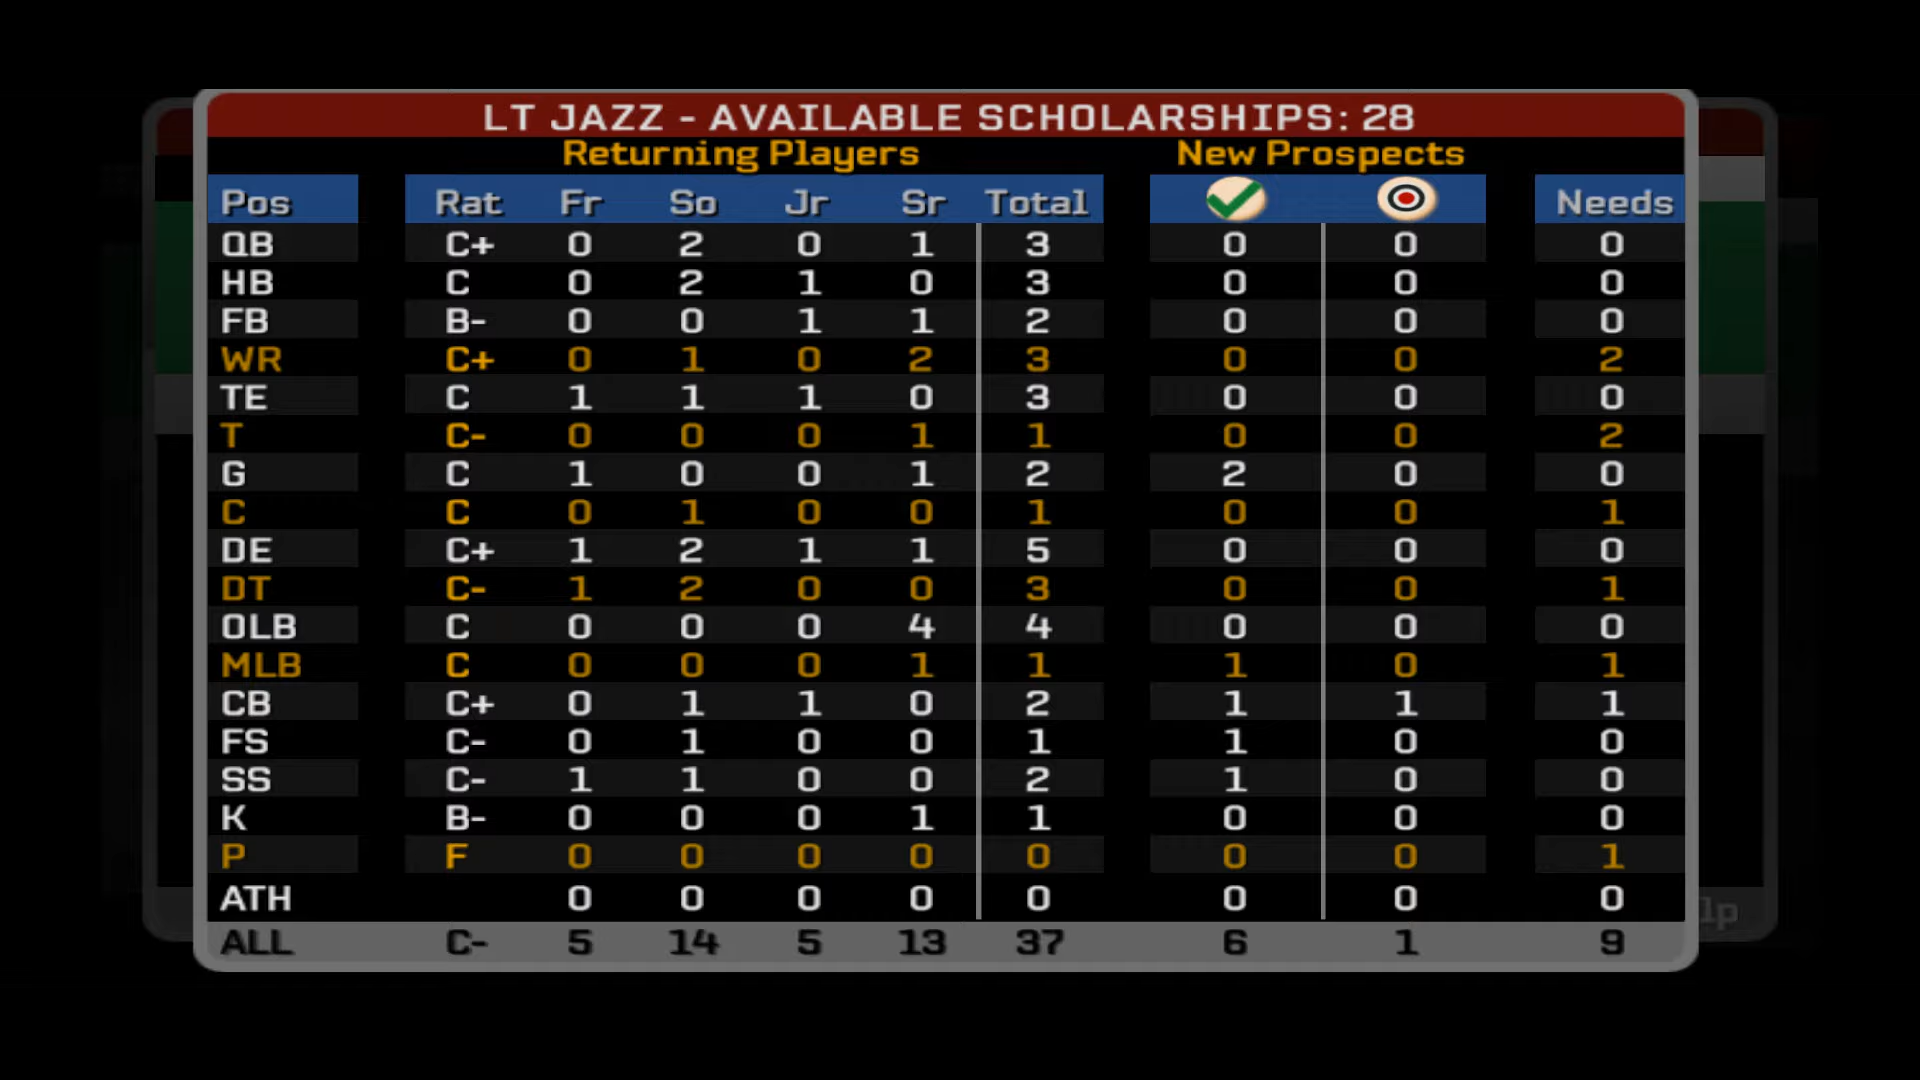 LT JAZZ - AVAILABLE SCHOLARSHIPS: 28
Returning Players New Prospects
Pos Rat Fr So Jr Sr Total Needs
QB C+ 0 2 0 1 3 0 0 0
HB C 0 2 1 0 3 0 0 0
FB B- 0 0 1 1 2 0 0 0
WR C+ 0 1 0 2 3 0 0 2
TE C 1 1 1 0 3 0 0 0
T C- 0 0 0 1 1 0 0 2
G C 1 0 0 1 2 2 0 0
C C 0 1 0 0 1 0 0 1
DE C+ 1 2 1 1 5 0 0 0
DT C- 1 2 0 0 3 0 0 1
OLB C 0 0 0 4 4 0 0 0
MLB C 0 0 0 1 1 1 0 1
CB C+ 0 1 1 0 2 1 1 1
FS C- 0 1 0 0 1 1 0 0
SS C- 1 1 0 0 2 1 0 0
K B- 0 0 0 1 1 0 0 0
P F 0 0 0 0 0 0 0 1
ATH 0 0 0 0 0 0 0 0
lp
ALL C- 5 14 5 13 37 6 1 9